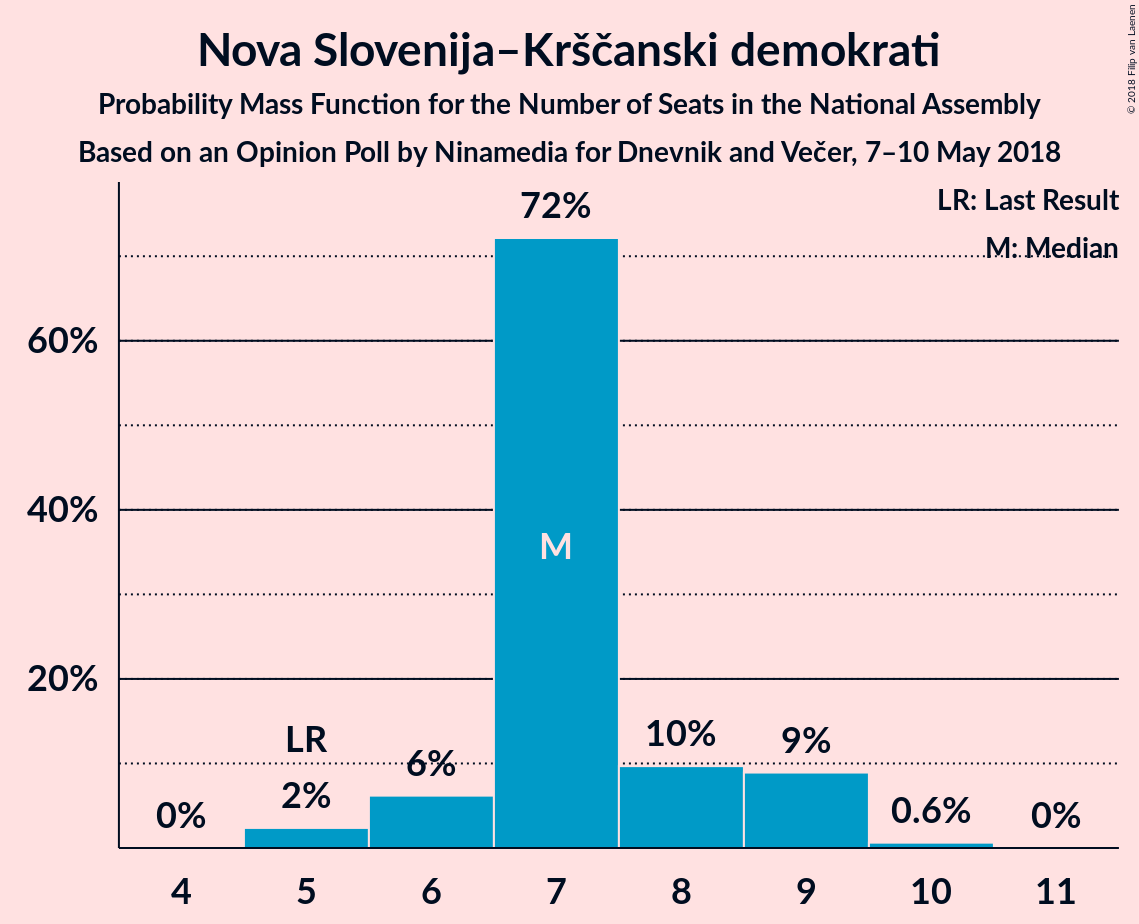 Nova Slovenija–Krščanski demokrati
Probability Mass Function for the Number of Seats in the National Assembly
Based on an Opinion Poll by Ninamedia for Dnevnik and Večer, 7–10 May 2018
© 2018 Filip van Laenen
LR: Last Result
M: Median
60%
40%
20%
0%
LR
2%
6%
72%
M
10%
9%
0.6%
0%
4 5 6 7 8 9 10 11